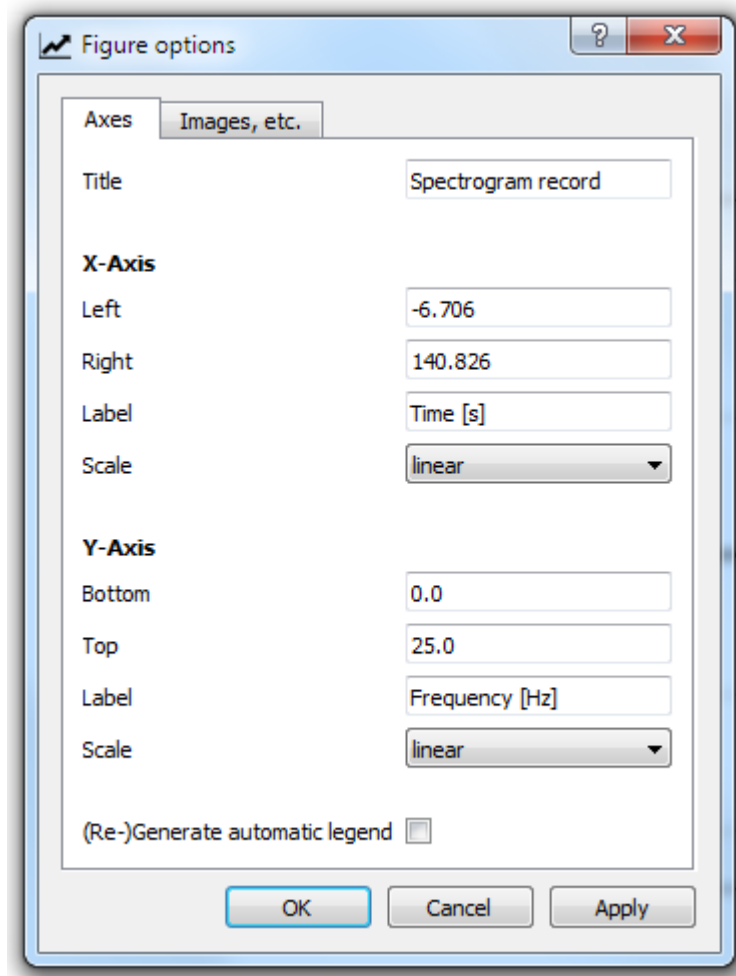 Figure options
Axes Images, etc.
Title Spectrogram record
X-Axis
Left -6.706
Right 140.826
Label Time [s]
Scale linear
Y-Axis
Bottom 0.0
Top 25.0
Label Frequency [Hz]
Scale linear
(Re-)Generate automatic legend
OK Cancel Apply